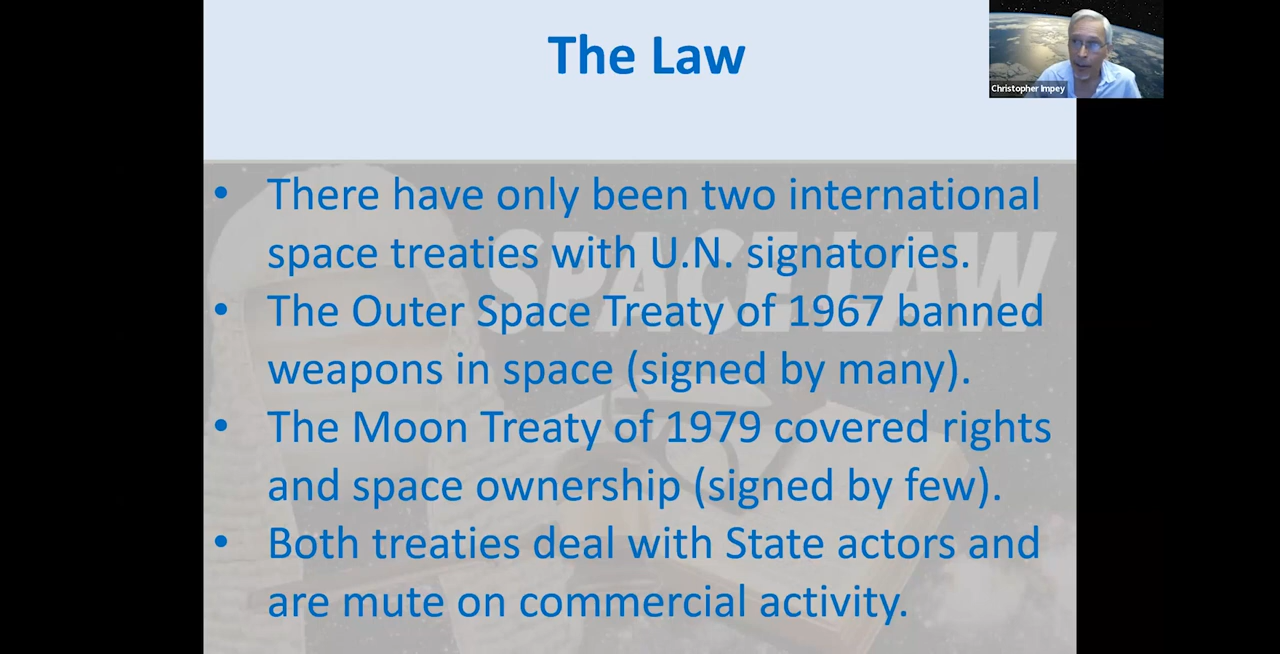 The Law
Christopher Impey
SPACE LAW
• There have only been two international
space treaties with U.N. signatories.
• The Outer Space Treaty of 1967 banned
weapons in space (signed by many).
• The Moon Treaty of 1979 covered rights
and space ownership (signed by few).
• Both treaties deal with State actors and
are mute on commercial activity.